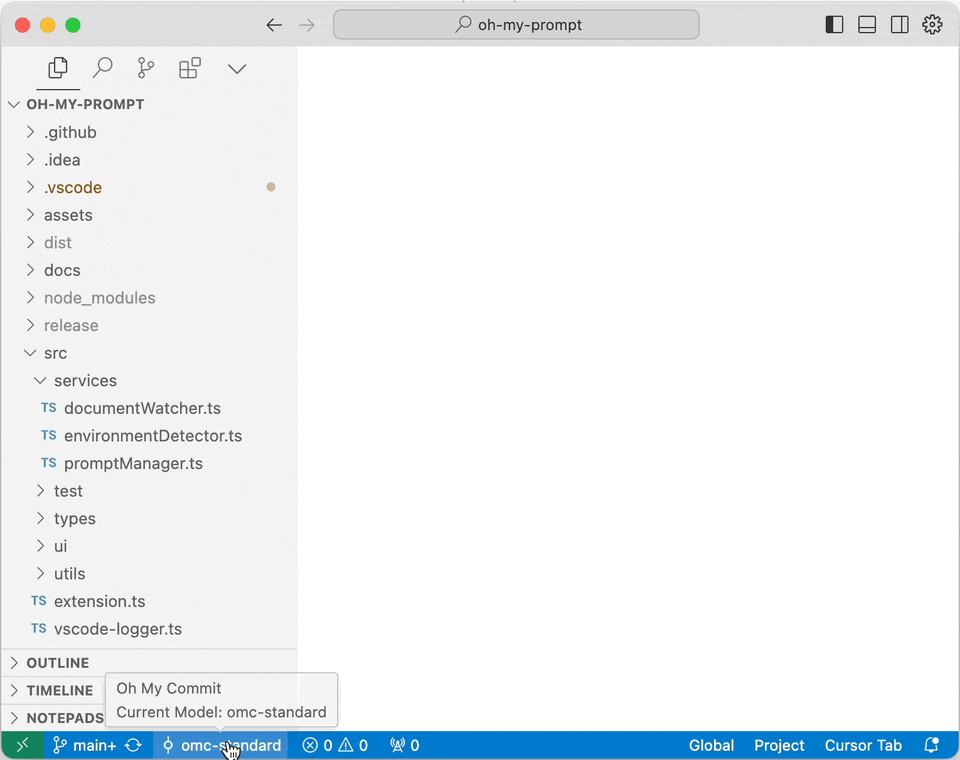 oh-my-prompt
OH-MY-PROMPT
.github
.idea
.vscode
assets
dist
docs
node_modules
release
src
services
TS documentWatcher.ts
TS environmentDetector.ts
TS promptManager.ts
test
types
ui
utils
TS extension.ts
TS vscode-logger.ts
OUTLINE
TIMELINE
NOTEPADS
Oh My Commit
Current Model: omc-standard
main+ omc-standard 0 0 0 Global Project Cursor Tab